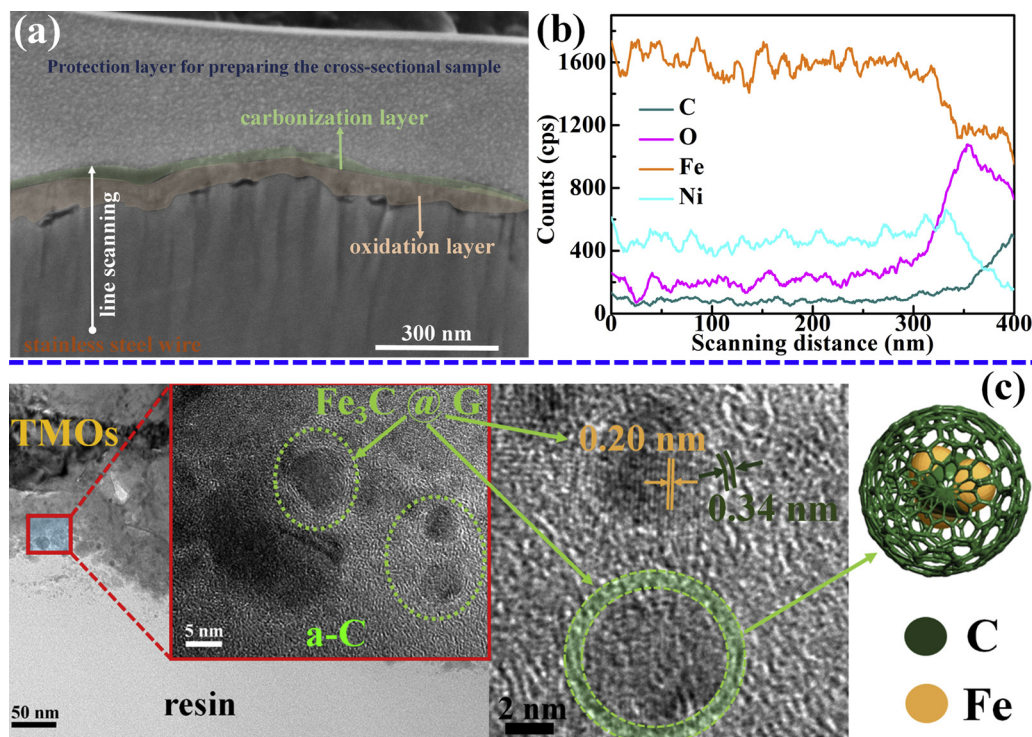 (a)
Protection layer for preparing the cross-sectional sample
carbonization layer
line scanning
oxidation layer
stainless steel wire
300 nm
(b)
Counts (cps)
1600
1200
800
400
0
C
O
Fe
Ni
0 100 200 300 400
Scanning distance (nm)
(c)
TMOs
Fe₃C @ G
a-C
5 nm
resin
50 nm
0.20 nm
0.34 nm
2 nm
C
Fe